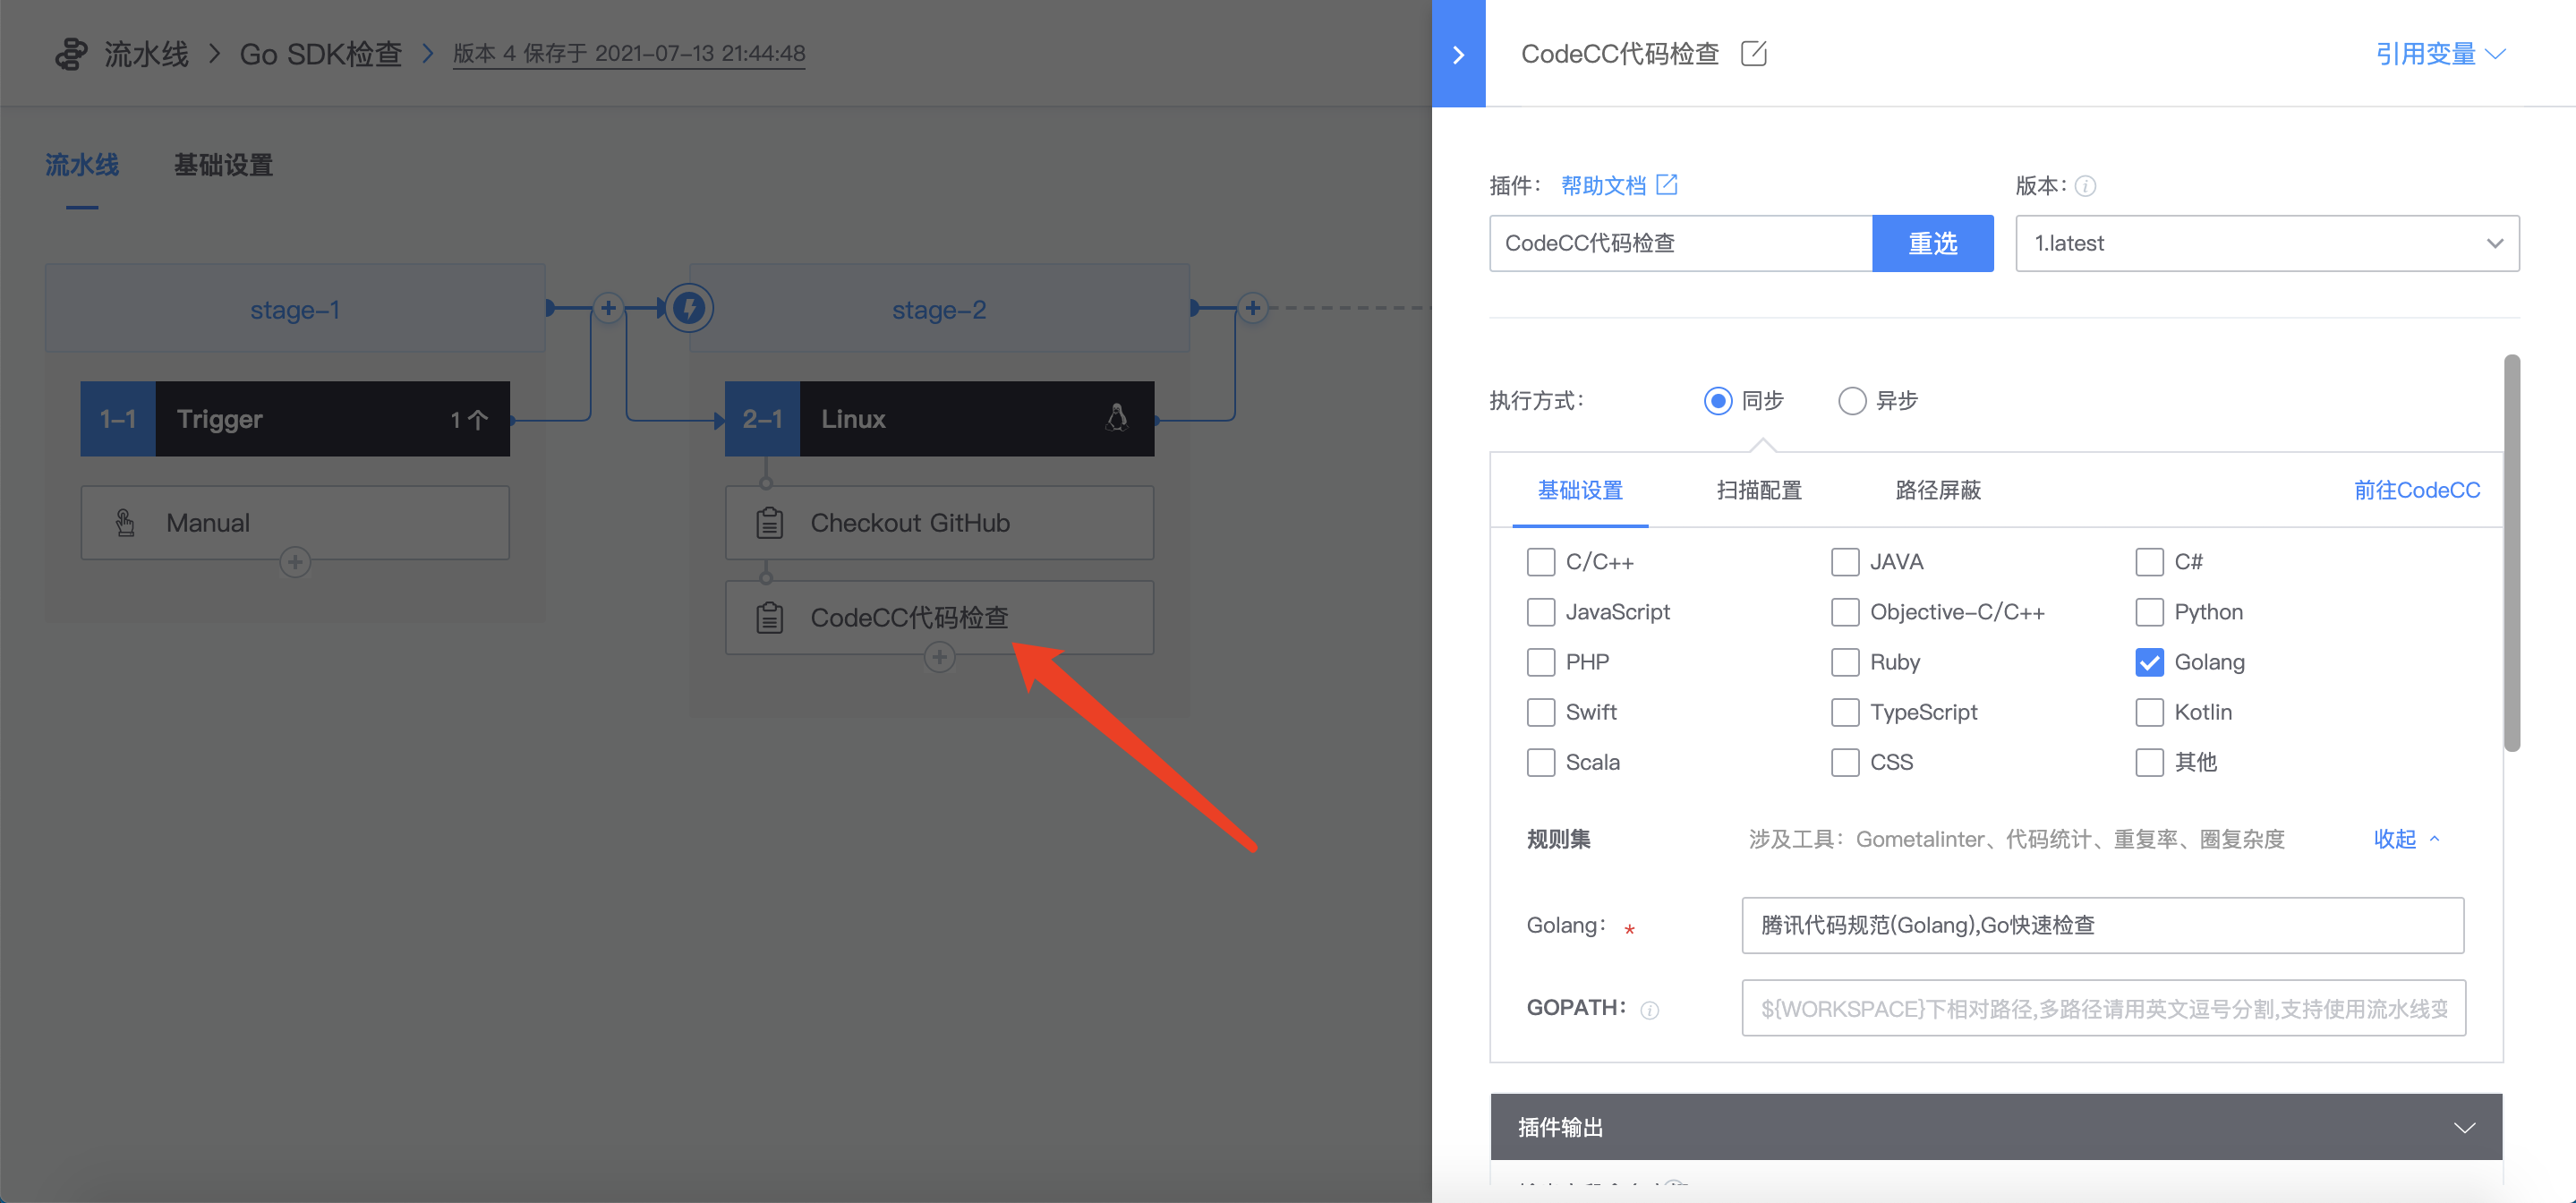 流水线 > Go SDK检查 > 版本 4 保存于 2021-07-13 21:44:48
流水线 基础设置
stage-1
1-1 Trigger 1个
Manual
stage-2
2-1 Linux
Checkout GitHub
CodeCC代码检查
CodeCC代码检查
引用变量
插件： 帮助文档
版本：
CodeCC代码检查 重选
1.latest
执行方式： 同步 异步
基础设置 扫描配置 路径屏蔽 前往CodeCC
C/C++ JAVA C#
JavaScript Objective-C/C++ Python
PHP Ruby Golang
Swift TypeScript Kotlin
Scala CSS 其他
规则集 涉及工具：Gometalinter、代码统计、重复率、圈复杂度 收起
Golang： * 腾讯代码规范(Golang),Go快速检查
GOPATH： ${WORKSPACE}下相对路径,多路径请用英文逗号分割,支持使用流水线变
插件输出